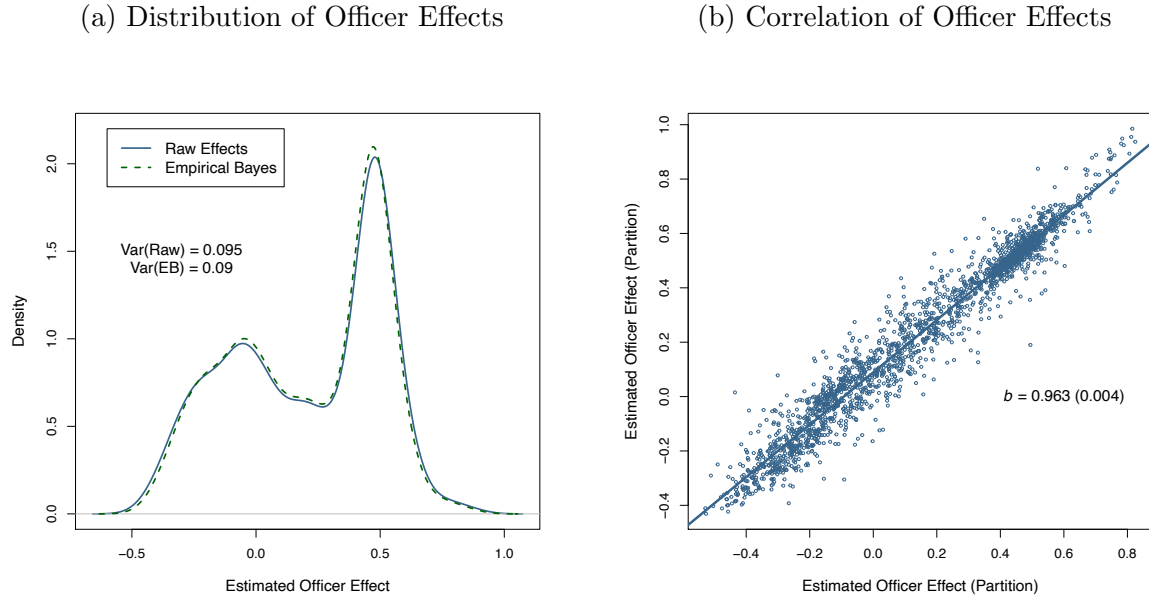 (a) Distribution of Officer Effects
Raw Effects
Empirical Bayes
Var(Raw) = 0.095
Var(EB) = 0.09
Density
0.0
0.5
1.0
1.5
2.0
−0.5
0.0
0.5
1.0
Estimated Officer Effect
(b) Correlation of Officer Effects
b = 0.963 (0.004)
Estimated Officer Effect (Partition)
−0.4
−0.2
0.0
0.2
0.4
0.6
0.8
1.0
−0.4
−0.2
0.0
0.2
0.4
0.6
0.8
Estimated Officer Effect (Partition)